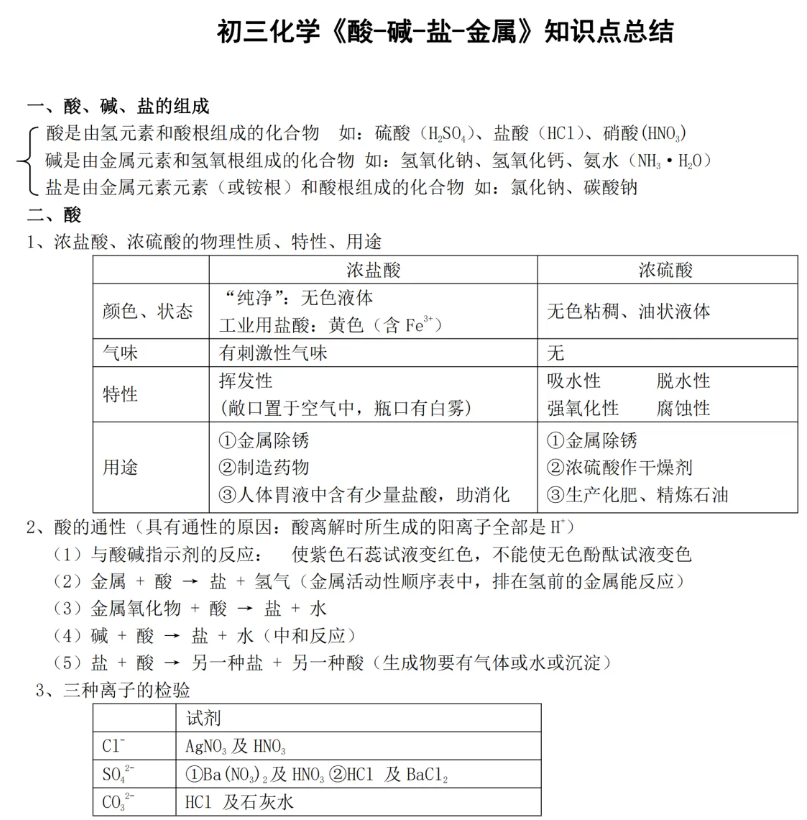 初三化学《酸-碱-盐-金属》知识点总结
一、酸、碱、盐的组成
酸是由氢元素和酸根组成的化合物 如：硫酸（H₂SO₄）、盐酸（HCl）、硝酸(HNO₃)
碱是由金属元素和氢氧根组成的化合物 如：氢氧化钠、氢氧化钙、氨水（NH₃·H₂O）
盐是由金属元素元素（或铵根）和酸根组成的化合物 如：氯化钠、碳酸钠
二、酸
1、浓盐酸、浓硫酸的物理性质、特性、用途
浓盐酸 浓硫酸
颜色、状态 “纯净”：无色液体
工业用盐酸：黄色（含 Fe³⁺） 无色粘稠、油状液体
气味 有刺激性气味 无
特性 挥发性
(敞口置于空气中，瓶口有白雾) 吸水性 脱水性
强氧化性 腐蚀性
用途 ①金属除锈
②制造药物
③人体胃液中含有少量盐酸，助消化 ①金属除锈
②浓硫酸作干燥剂
③生产化肥、精炼石油
2、酸的通性（具有通性的原因：酸离解时所生成的阳离子全部是 H⁺）
（1）与酸碱指示剂的反应： 使紫色石蕊试液变红色，不能使无色酚酞试液变色
（2）金属 + 酸 → 盐 + 氢气（金属活动性顺序表中，排在氢前的金属能反应）
（3）金属氧化物 + 酸 → 盐 + 水
（4）碱 + 酸 → 盐 + 水（中和反应）
（5）盐 + 酸 → 另一种盐 + 另一种酸（生成物要有气体或水或沉淀）
3、三种离子的检验
试剂
Cl⁻ AgNO₃ 及 HNO₃
SO₄²⁻ ①Ba(NO₃)₂及 HNO₃ ②HCl 及 BaCl₂
CO₃²⁻ HCl 及石灰水